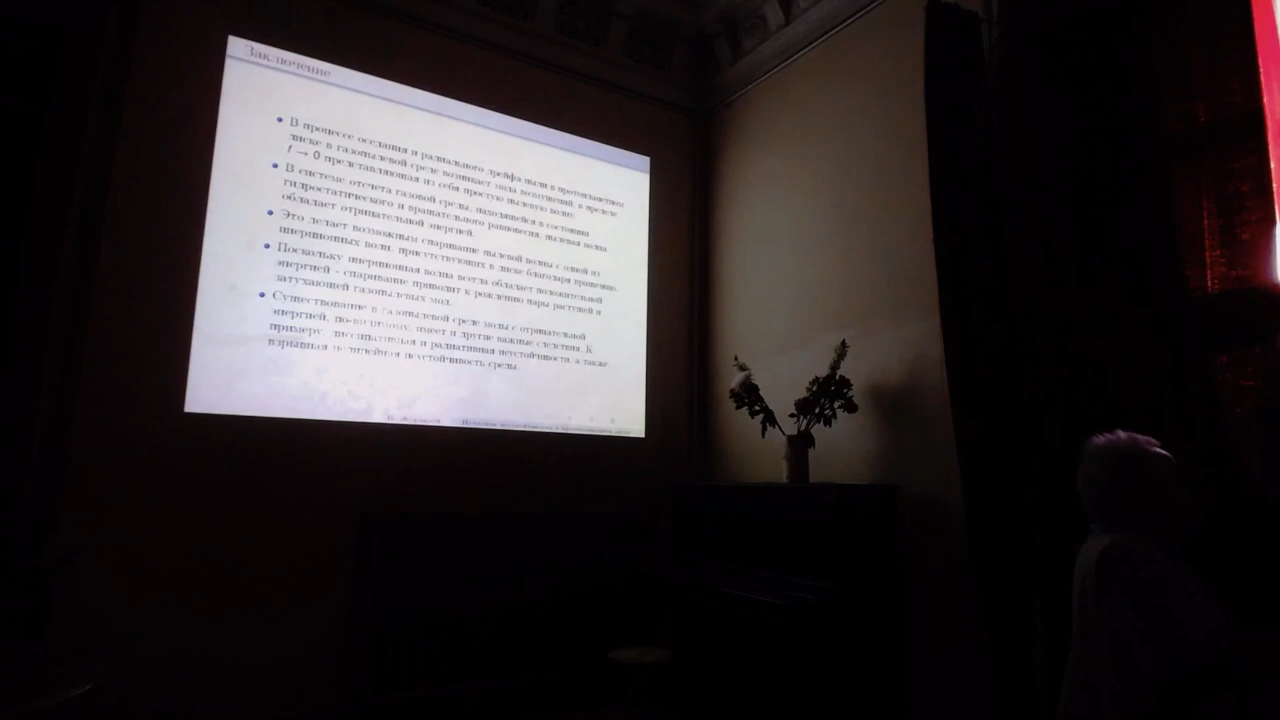 Заключение
В процессе оседания и радиального дрейфа пыли в протопланетном
диске в газопылевой среде возникает мода возмущений, в пределе
f → 0 представляющая из себя простую пылевую волну.
В системе отсчета газовой среды, находящейся в состоянии
гидростатического и вращательного равновесия, пылевая волна
обладает отрицательной энергией.
Это делает возможным спаривание пылевой волны с одной из
инерционных волн, присутствующих в диске благодаря вращению.
Поскольку инерционная волна всегда обладает положительной
энергией - спаривание приводит к рождению пары растущей и
затухающей газопылевых мод.
Существование в газопылевой среде моды с отрицательной
энергией, по-видимому, имеет и другие важные следствия. К
примеру, диссипативная и радиативная неустойчивости, а также
взрывная нелинейная неустойчивость среды.